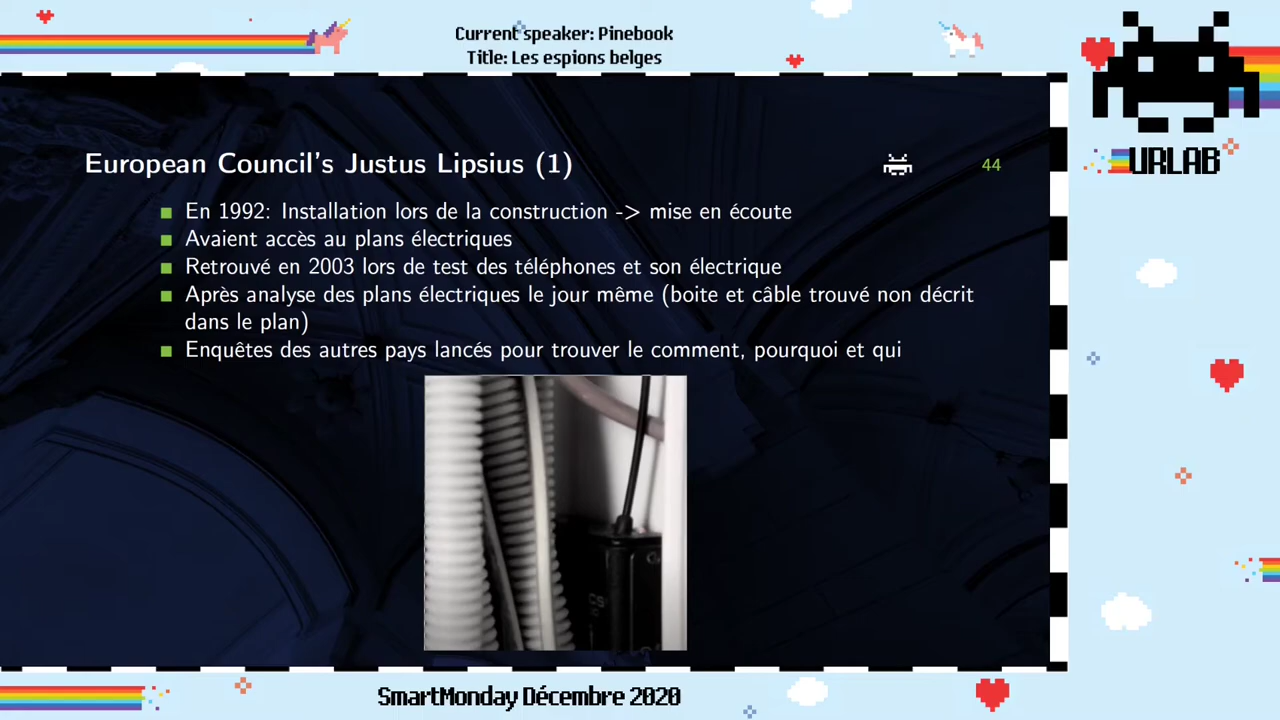 Current speaker: Pinebook
Title: Les espions belges
URLAB
European Council's Justus Lipsius (1)
44
En 1992: Installation lors de la construction -> mise en écoute
Avaient accès au plans électriques
Retrouvé en 2003 lors de test des téléphones et son électrique
Après analyse des plans électriques le jour même (boite et câble trouvé non décrit
dans le plan)
Enquêtes des autres pays lancés pour trouver le comment, pourquoi et qui
SmartMonday Décembre 2020